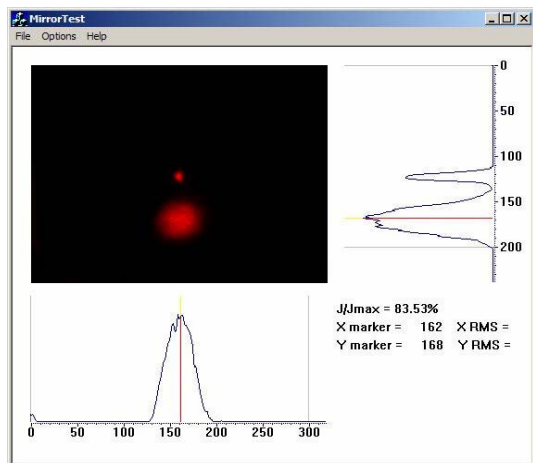 MirrorTest
File Options Help
0
50
100
150
200
J/Jmax = 83.53%
X marker = 162 X RMS =
Y marker = 168 Y RMS =
0 50 100 150 200 250 300